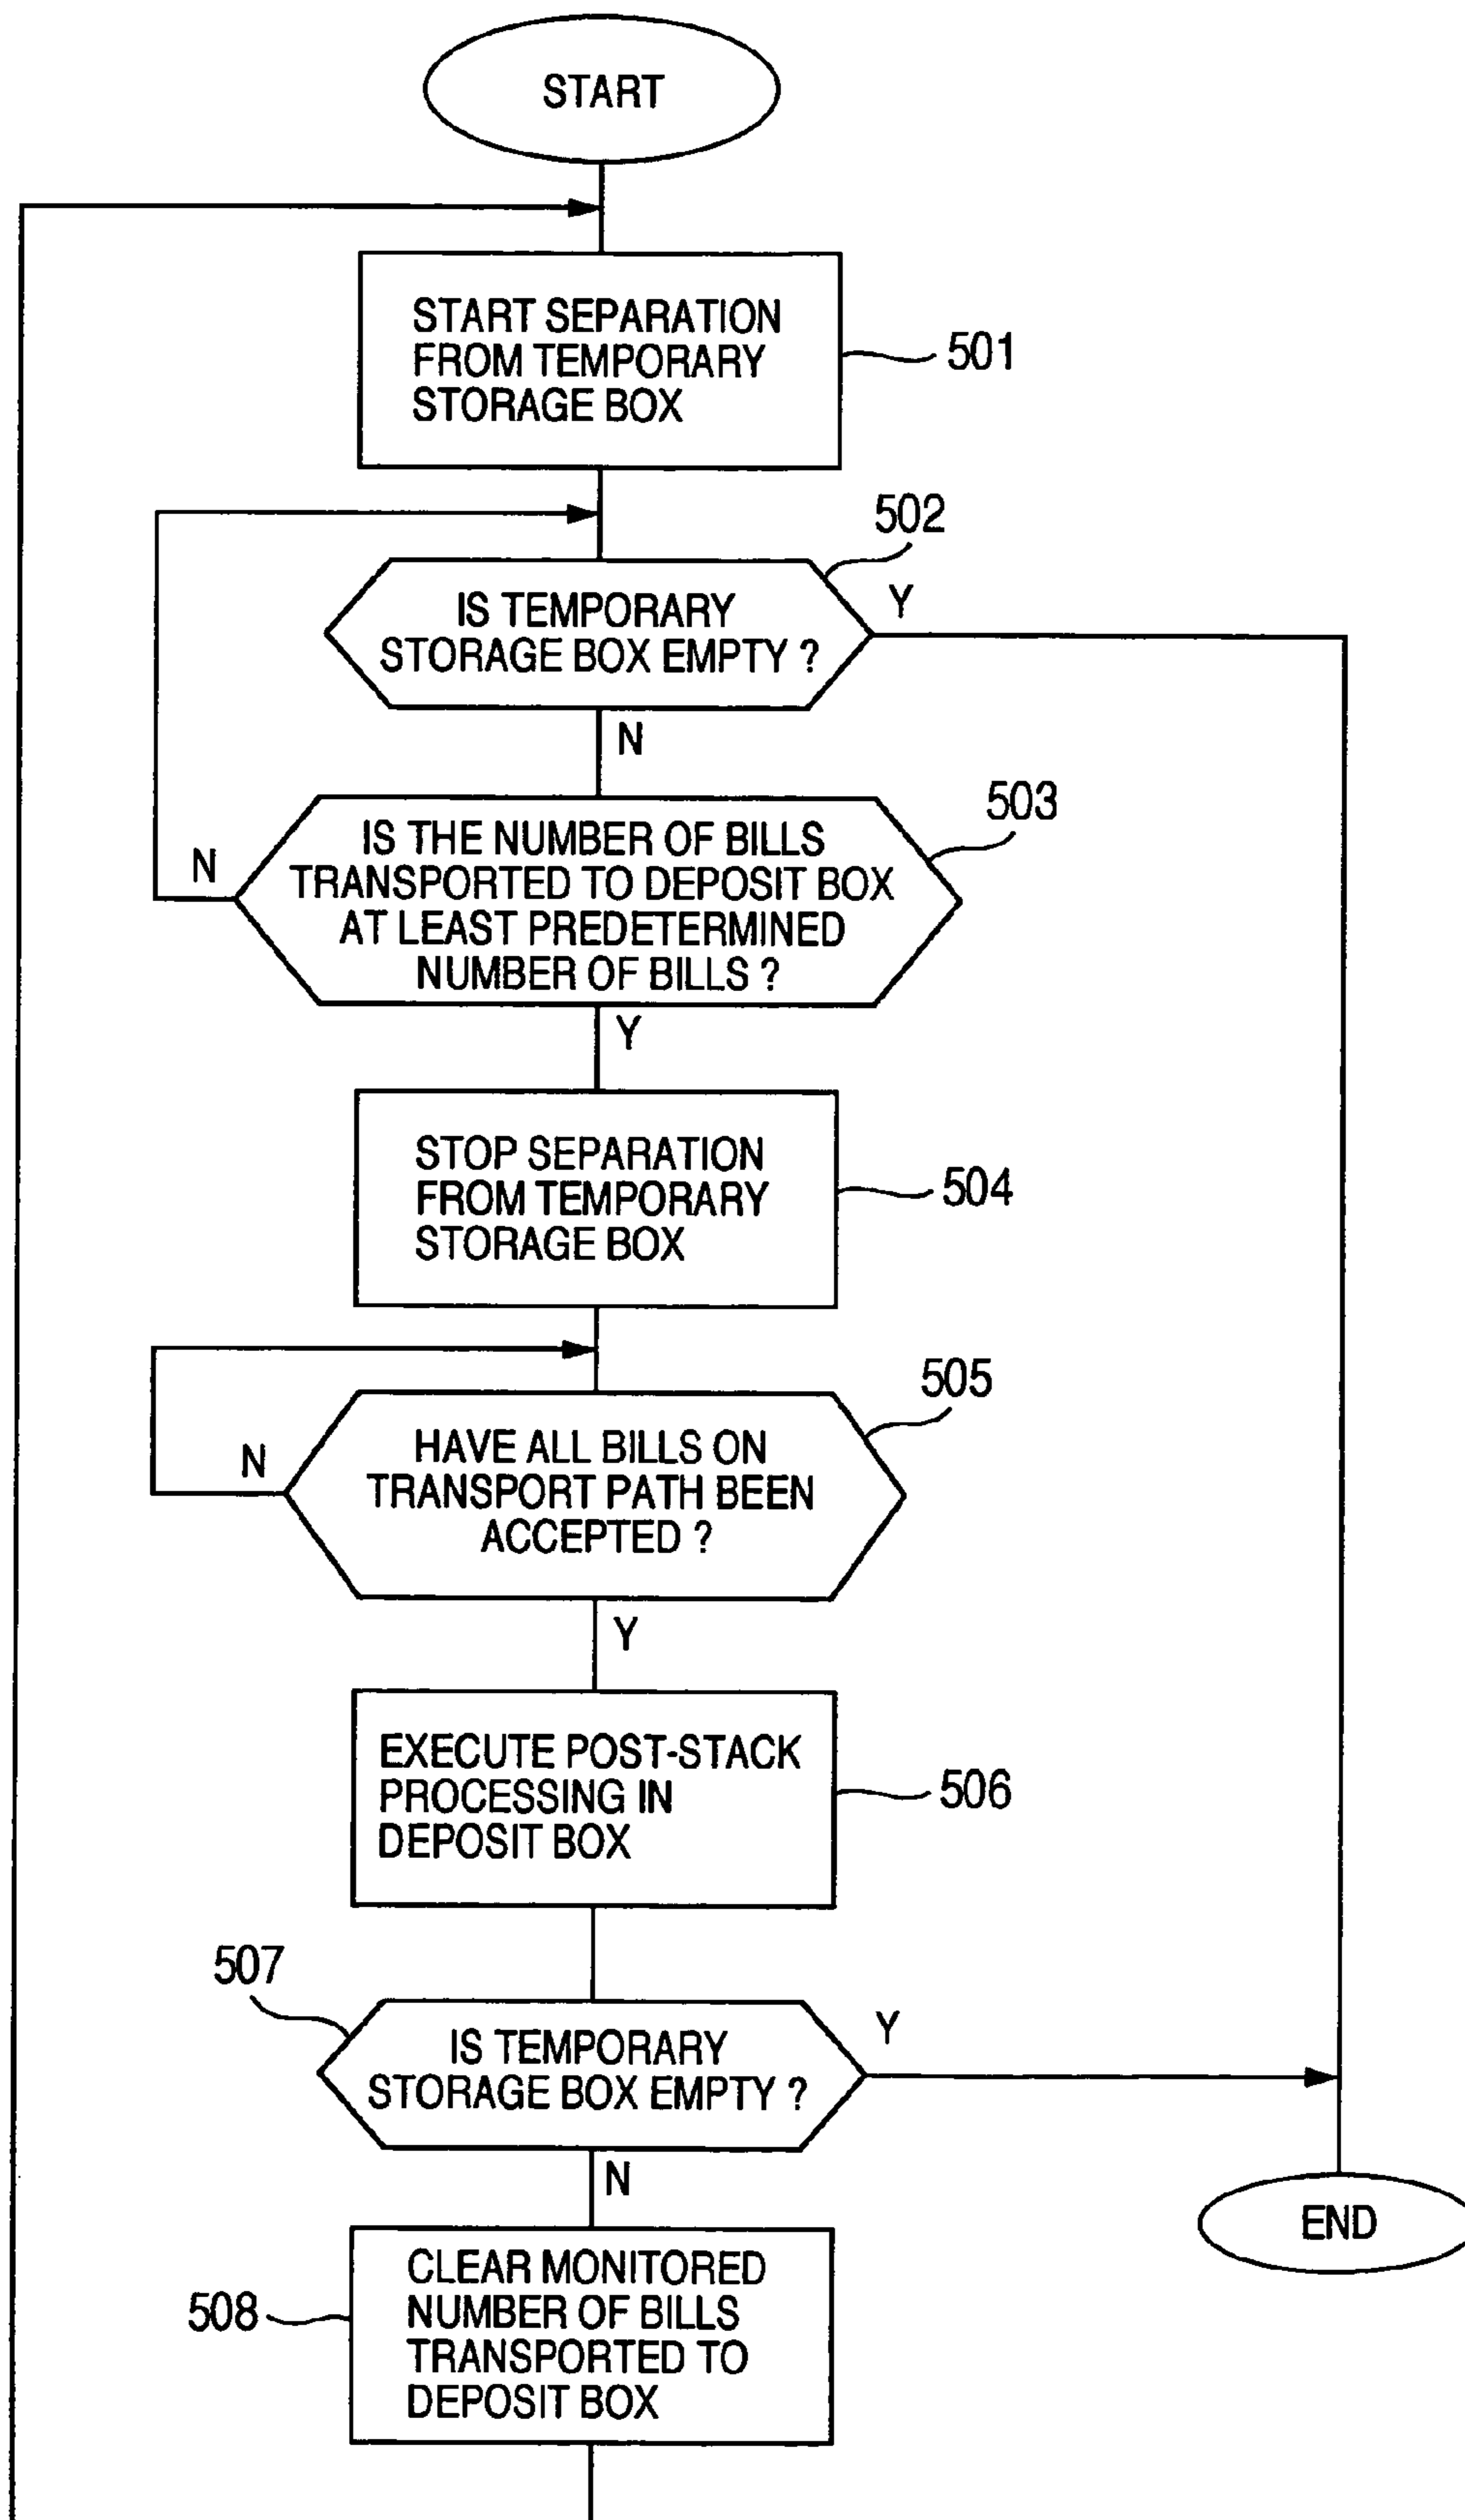 START
START SEPARATION
FROM TEMPORARY
STORAGE BOX
501
502
IS TEMPORARY
STORAGE BOX EMPTY ?
Y
N
503
IS THE NUMBER OF BILLS
TRANSPORTED TO DEPOSIT BOX
AT LEAST PREDETERMINED
NUMBER OF BILLS ?
N
Y
STOP SEPARATION
FROM TEMPORARY
STORAGE BOX
504
505
HAVE ALL BILLS ON
TRANSPORT PATH BEEN
ACCEPTED ?
N
Y
EXECUTE POST-STACK
PROCESSING IN
DEPOSIT BOX
506
507
IS TEMPORARY
STORAGE BOX EMPTY ?
Y
N
END
CLEAR MONITORED
NUMBER OF BILLS
TRANSPORTED TO
DEPOSIT BOX
508